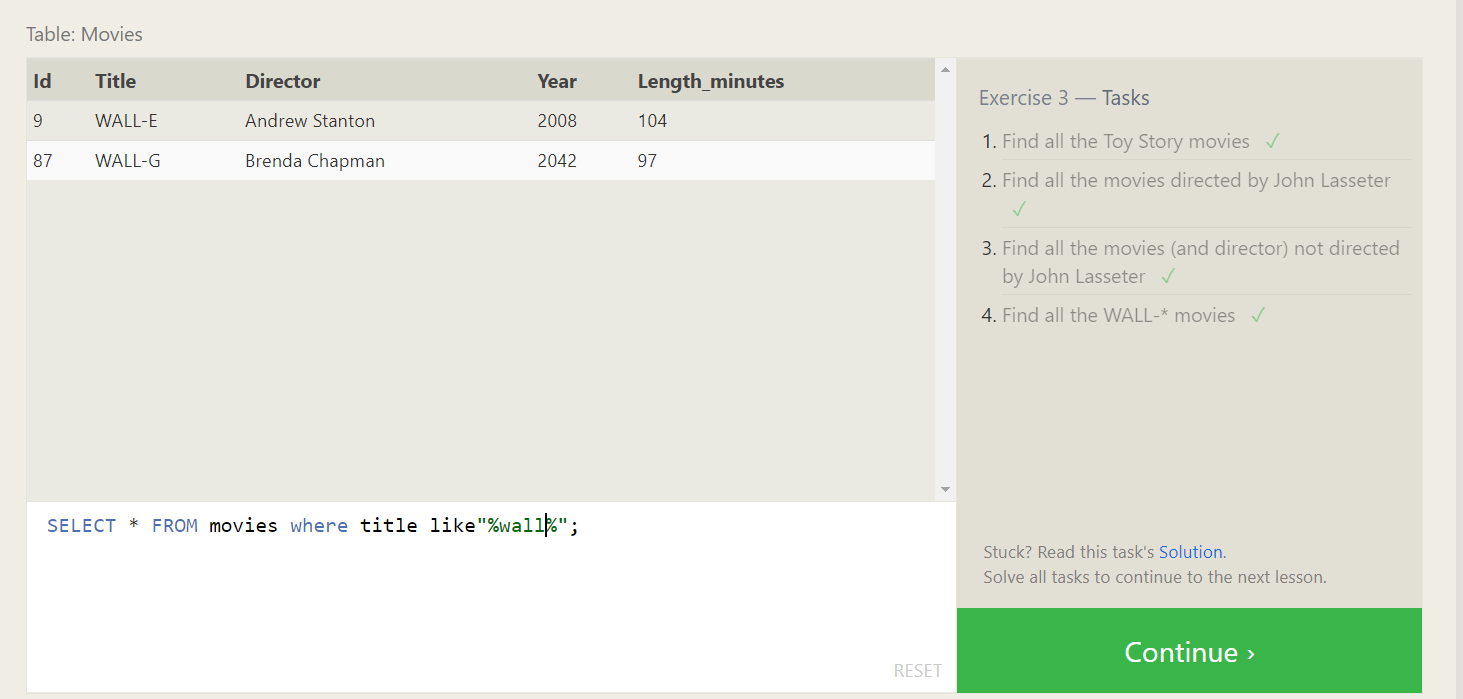 Table: Movies
Id Title Director Year Length_minutes
9 WALL-E Andrew Stanton 2008 104
87 WALL-G Brenda Chapman 2042 97
SELECT * FROM movies where title like"%wall%";
RESET
Exercise 3 — Tasks
1. Find all the Toy Story movies ✓
2. Find all the movies directed by John Lasseter
✓
3. Find all the movies (and director) not directed
by John Lasseter ✓
4. Find all the WALL-* movies ✓
Stuck? Read this task's Solution.
Solve all tasks to continue to the next lesson.
Continue ›